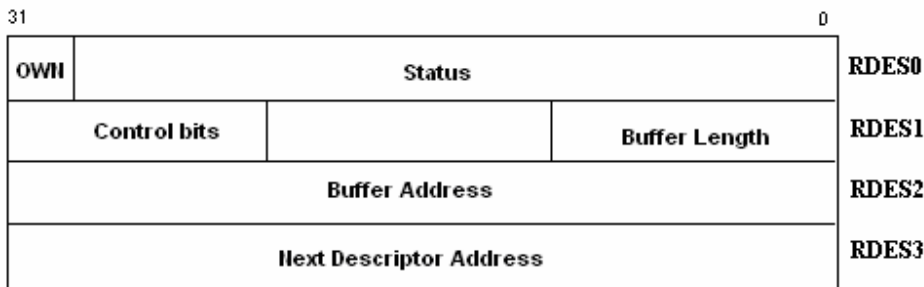 31 0
OWN Status RDES0
Control bits Buffer Length RDES1
Buffer Address RDES2
Next Descriptor Address RDES3